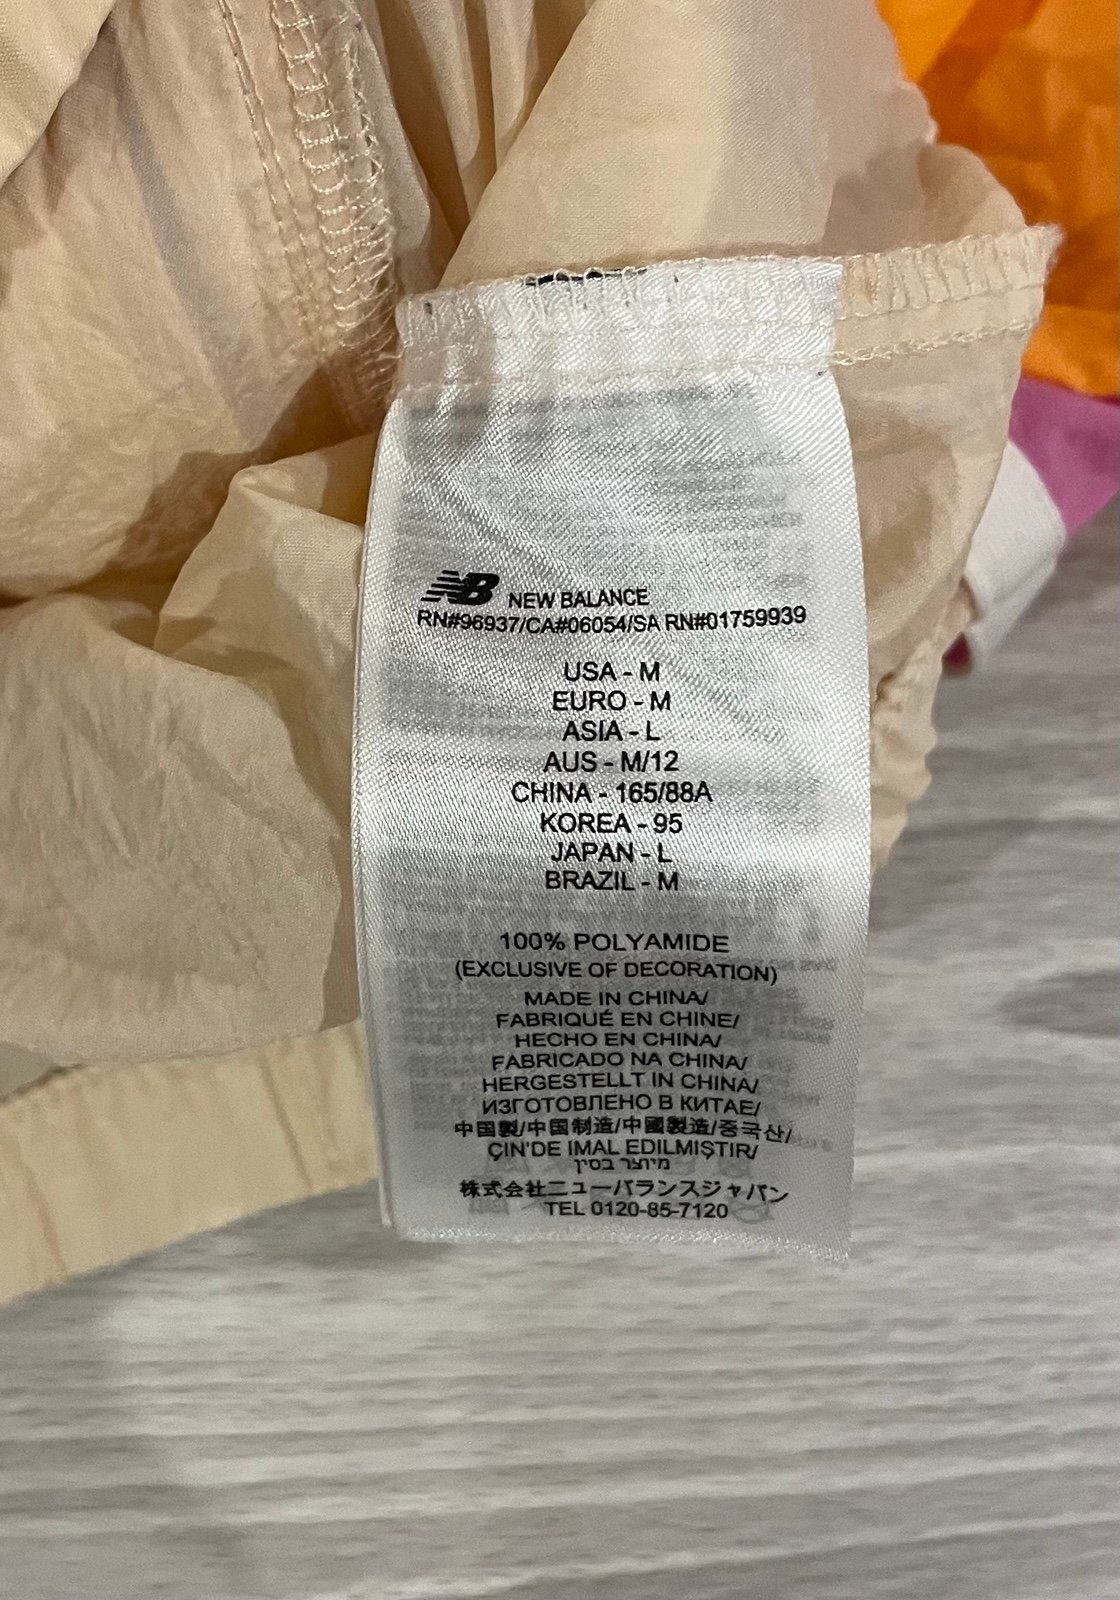 NB NEW BALANCE
RN#96937/CA#06054/SA RN#01759939
USA - M
EURO - M
ASIA - L
AUS - M/12
CHINA - 165/88A
KOREA - 95
JAPAN - L
BRAZIL - M
100% POLYAMIDE
(EXCLUSIVE OF DECORATION)
MADE IN CHINA/
FABRIQUÉ EN CHINE/
HECHO EN CHINA/
FABRICADO NA CHINA/
HERGESTELLT IN CHINA/
ИЗГОТОВЛЕНО В КИТАЕ/
中国製/中国制造/中國製造/중국산/
ÇIN'DE IMAL EDILMIŞTIR/
מיוצר בסין
株式会社ニューバランスジャパン
TEL 0120-85-7120